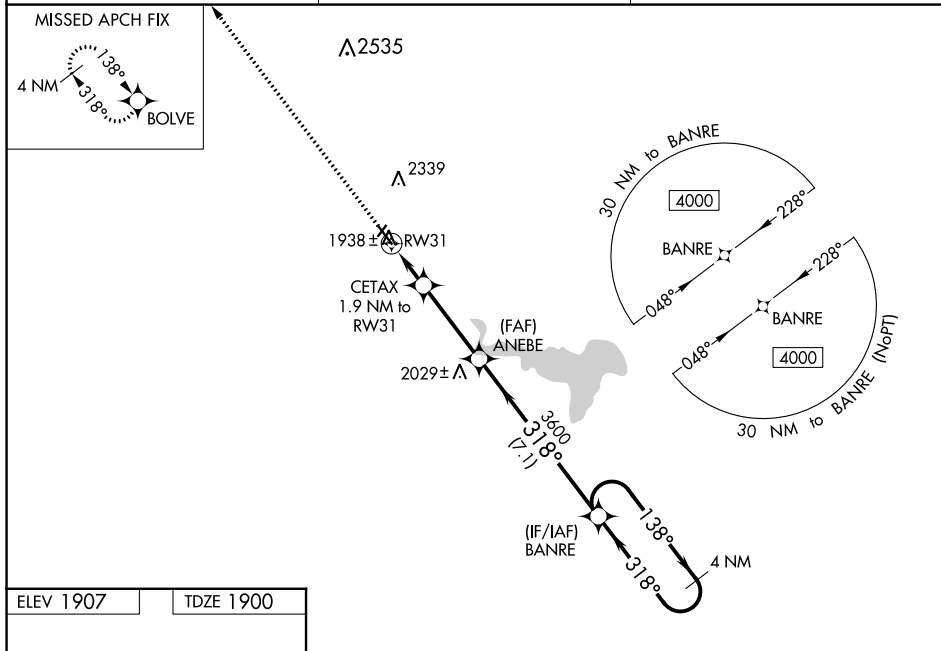 MISSED APCH FIX
138°
4 NM
318°
BOLVE
2535
2339
1938± RW31
CETAX
1.9 NM to
RW31
(FAF)
ANEBE
2029±
3600
318°
(7.1)
(IF/IAF)
BANRE
138°
318°
4 NM
30 NM to BANRE
4000
228°
BANRE
048°
228°
BANRE
048°
4000
30 NM to BANRE (NoPT)
ELEV 1907
TDZE 1900